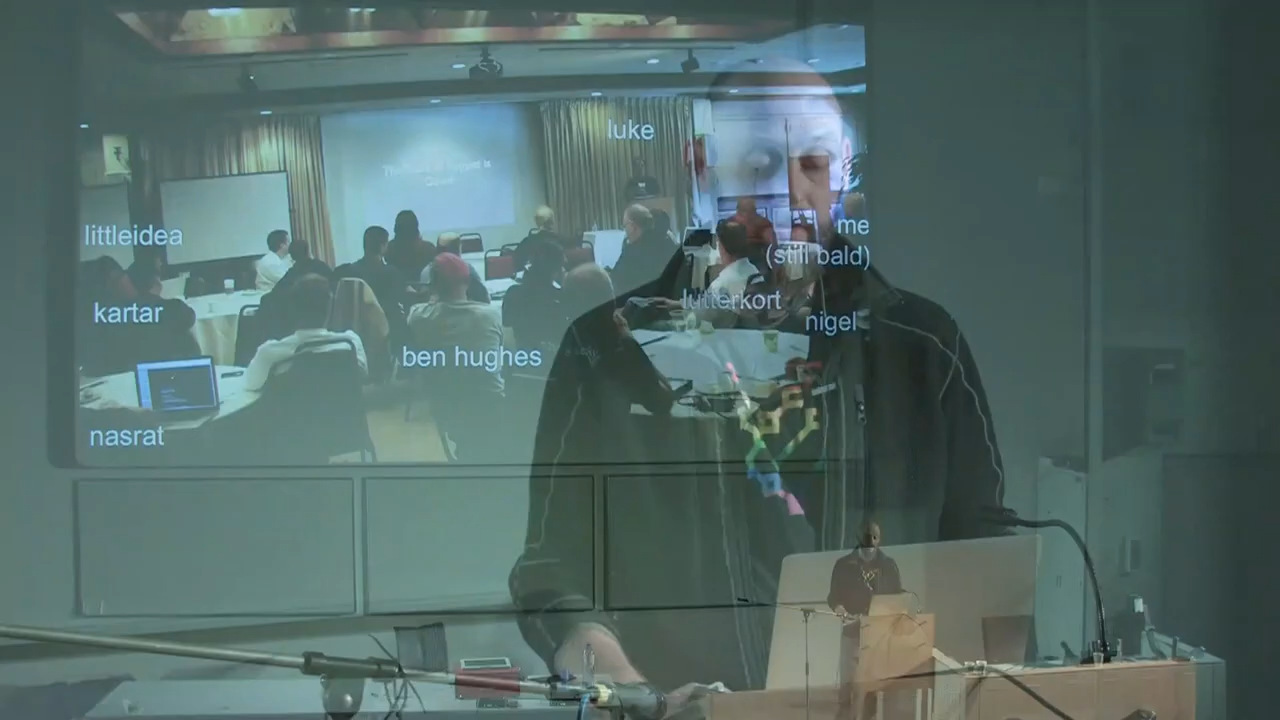 luke
littleidea
me
(still bald)
kartar
lutterkort
nigel
ben hughes
nasrat